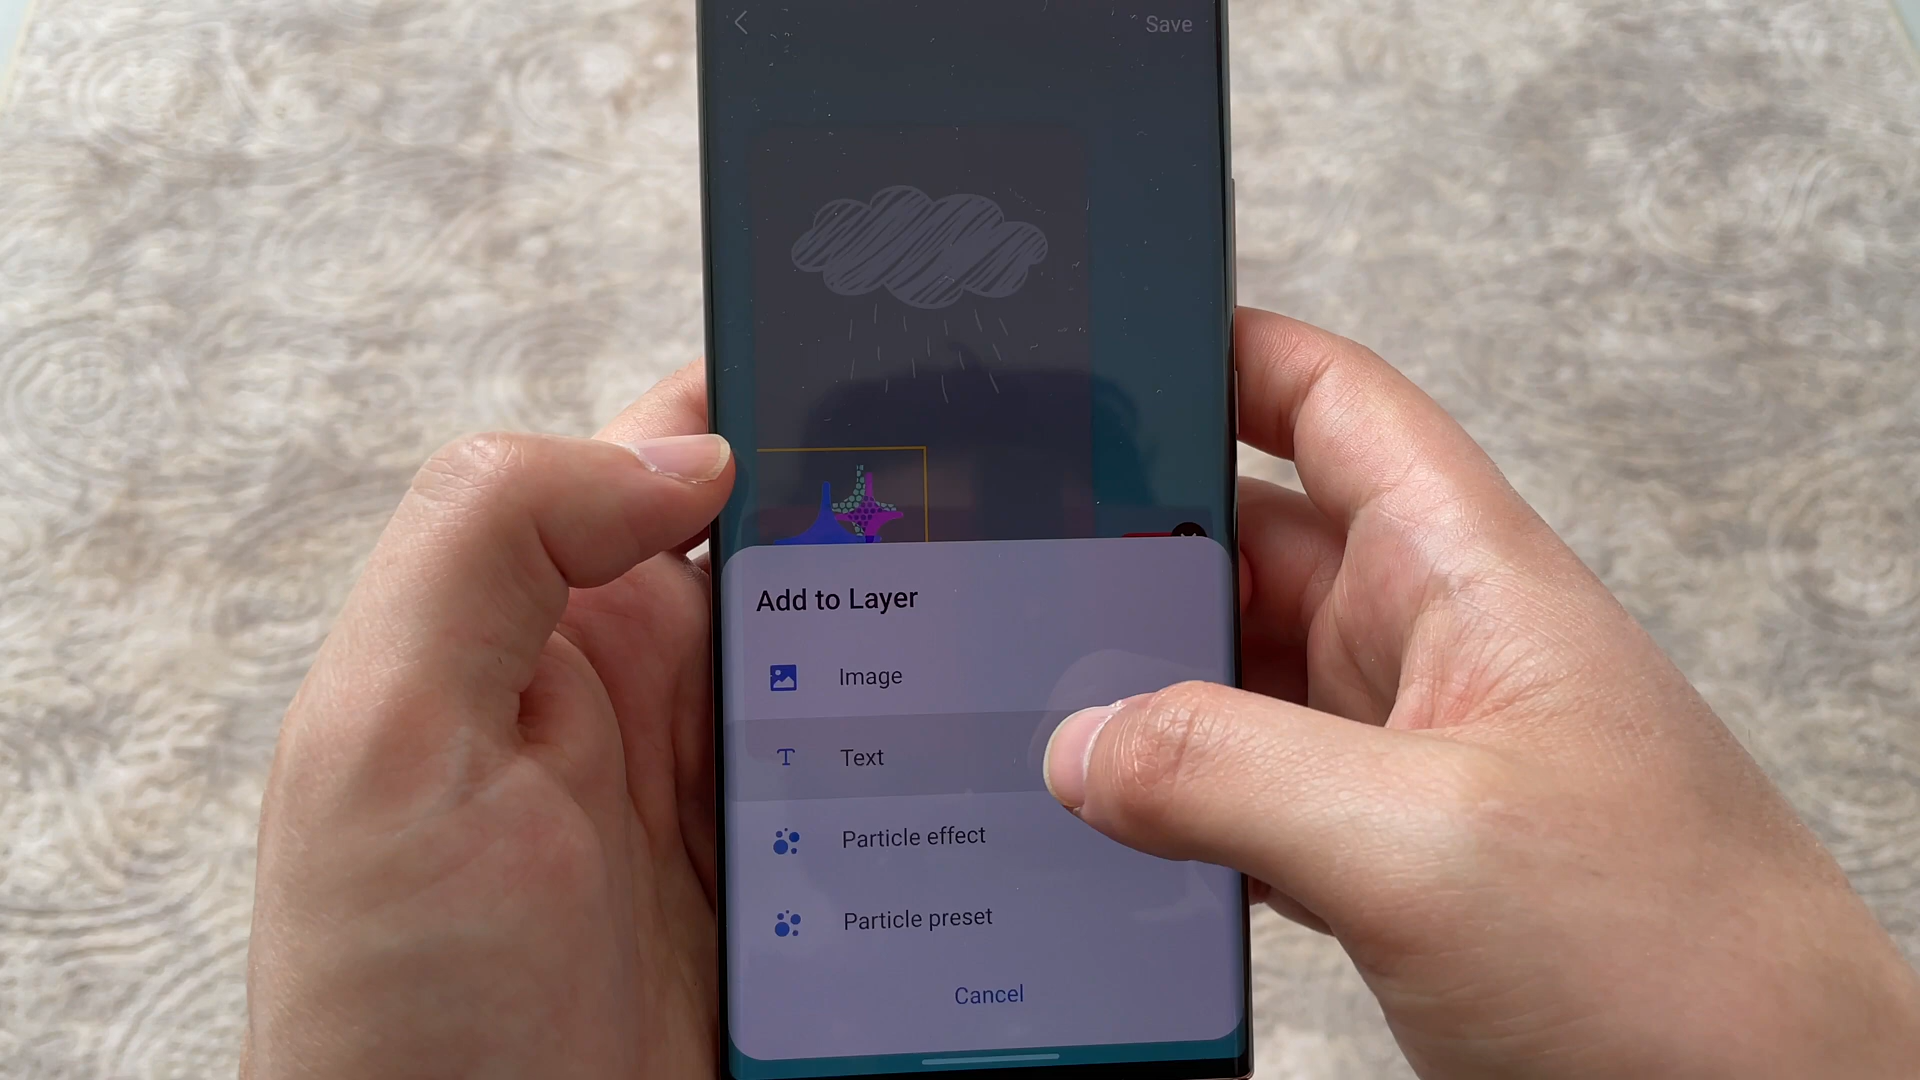 Save
Add to Layer
Image
Text
Particle effect
Particle preset
Cancel